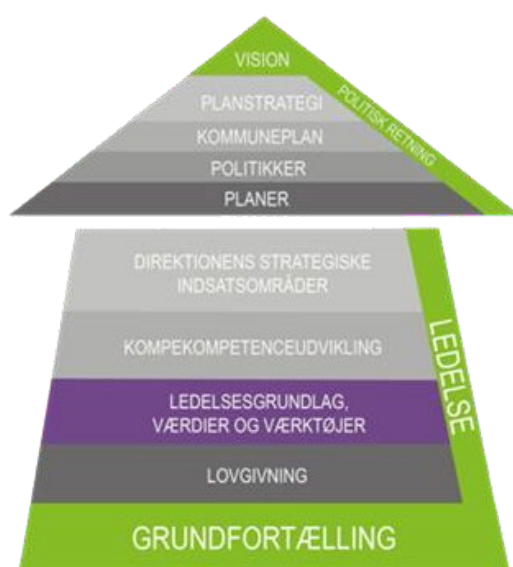 VISION
PLANSTRATEGI
KOMMUNEPLAN
POLITIKKER
PLANER
POLITISK RETNING
DIREKTIONENS STRATEGISKE
INDSATSOMRÅDER
KOMPEKOMPETENCEUDVIKLING
LEDELSESGRUNDLAG,
VÆRDIER OG VÆRKTØJER
LOVGIVNING
LEDELSE
GRUNDFORTÆLLING